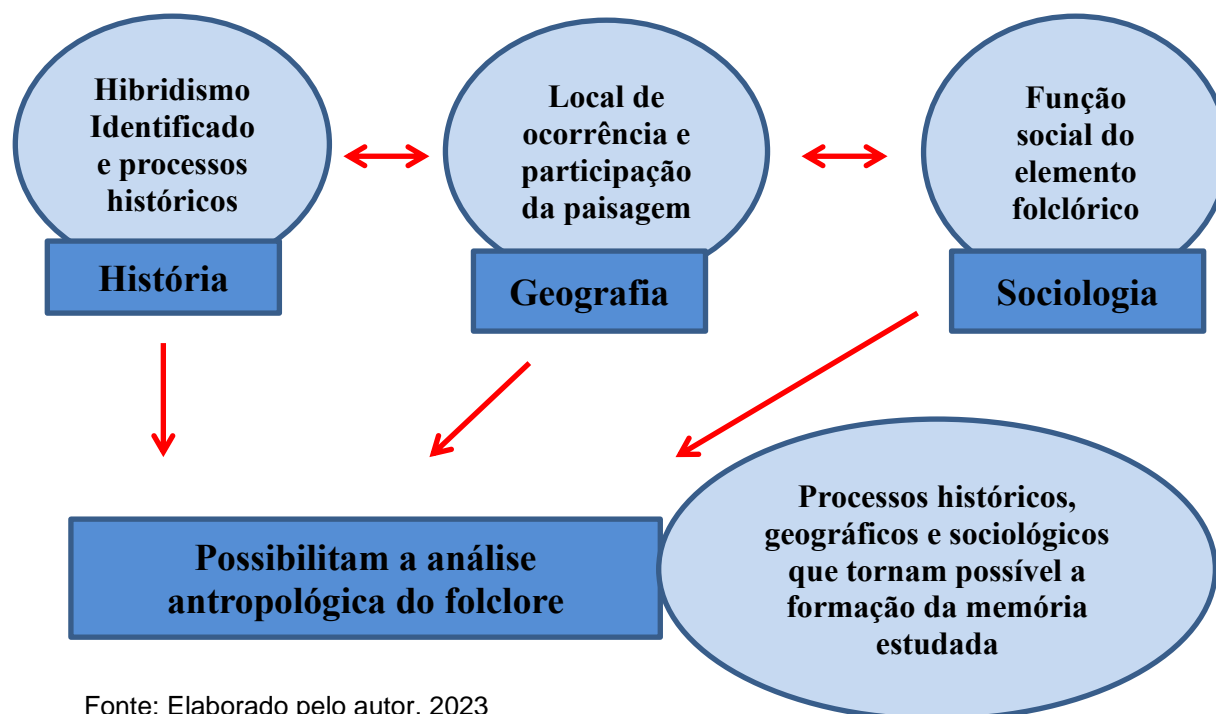 Hibridismo
Identificado
e processos
históricos
História
Local de
ocorrência e
participação
da paisagem
Geografia
Função
social do
elemento
folclórico
Sociologia
Possibilitam a análise
antropológica do folclore
Processos históricos,
geográficos e sociológicos
que tornam possível a
formação da memória
estudada
Fonte: Elaborado pelo autor, 2023